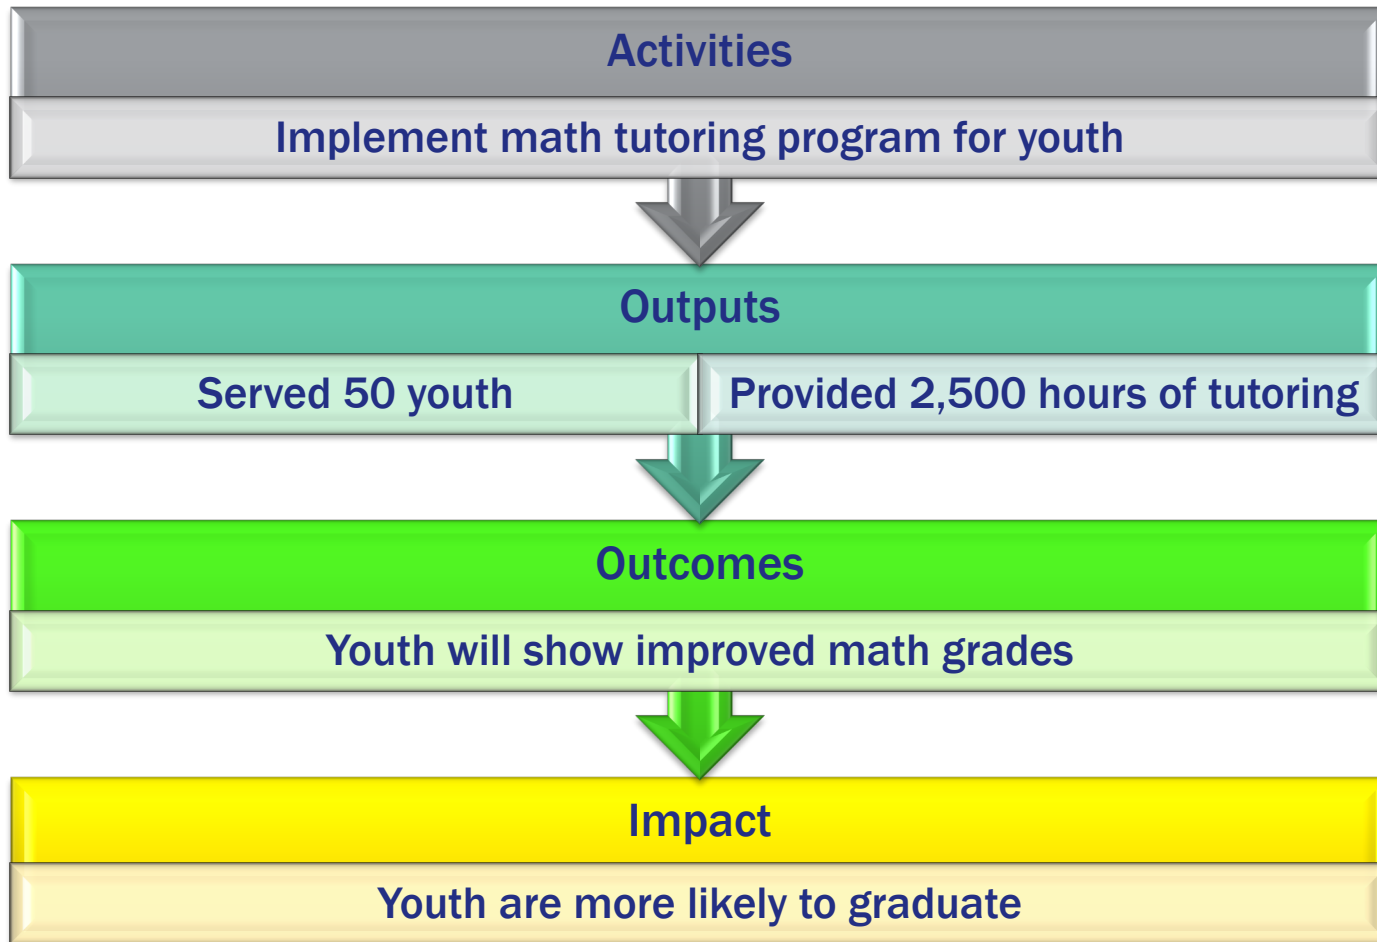 Activities
Implement math tutoring program for youth
Outputs
Served 50 youth
Provided 2,500 hours of tutoring
Outcomes
Youth will show improved math grades
Impact
Youth are more likely to graduate